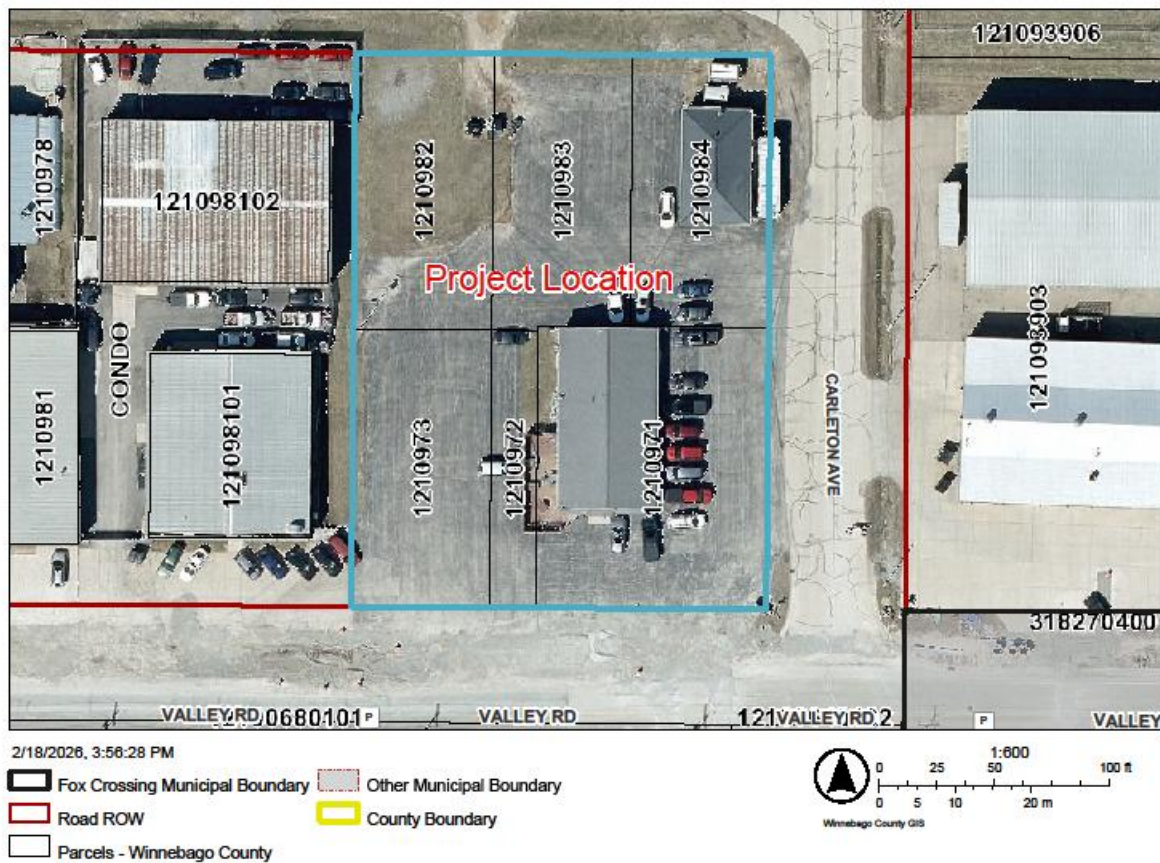 121093906
1210978
121098102
1210982
1210983
1210984
Project Location
CONDO
1210981
121098101
1210973
1210972
1210971
CARLETON AVE
121093903
318270400
VALLEY RD
0680101
P
VALLEY RD
VALLEY RD
P
VALLEY
2/18/2026, 3:56:28 PM
Fox Crossing Municipal Boundary
Other Municipal Boundary
Road ROW
County Boundary
Parcels - Winnebago County
1:600
0 25 50 100 ft
0 5 10 20 m
Winnebago County GIS